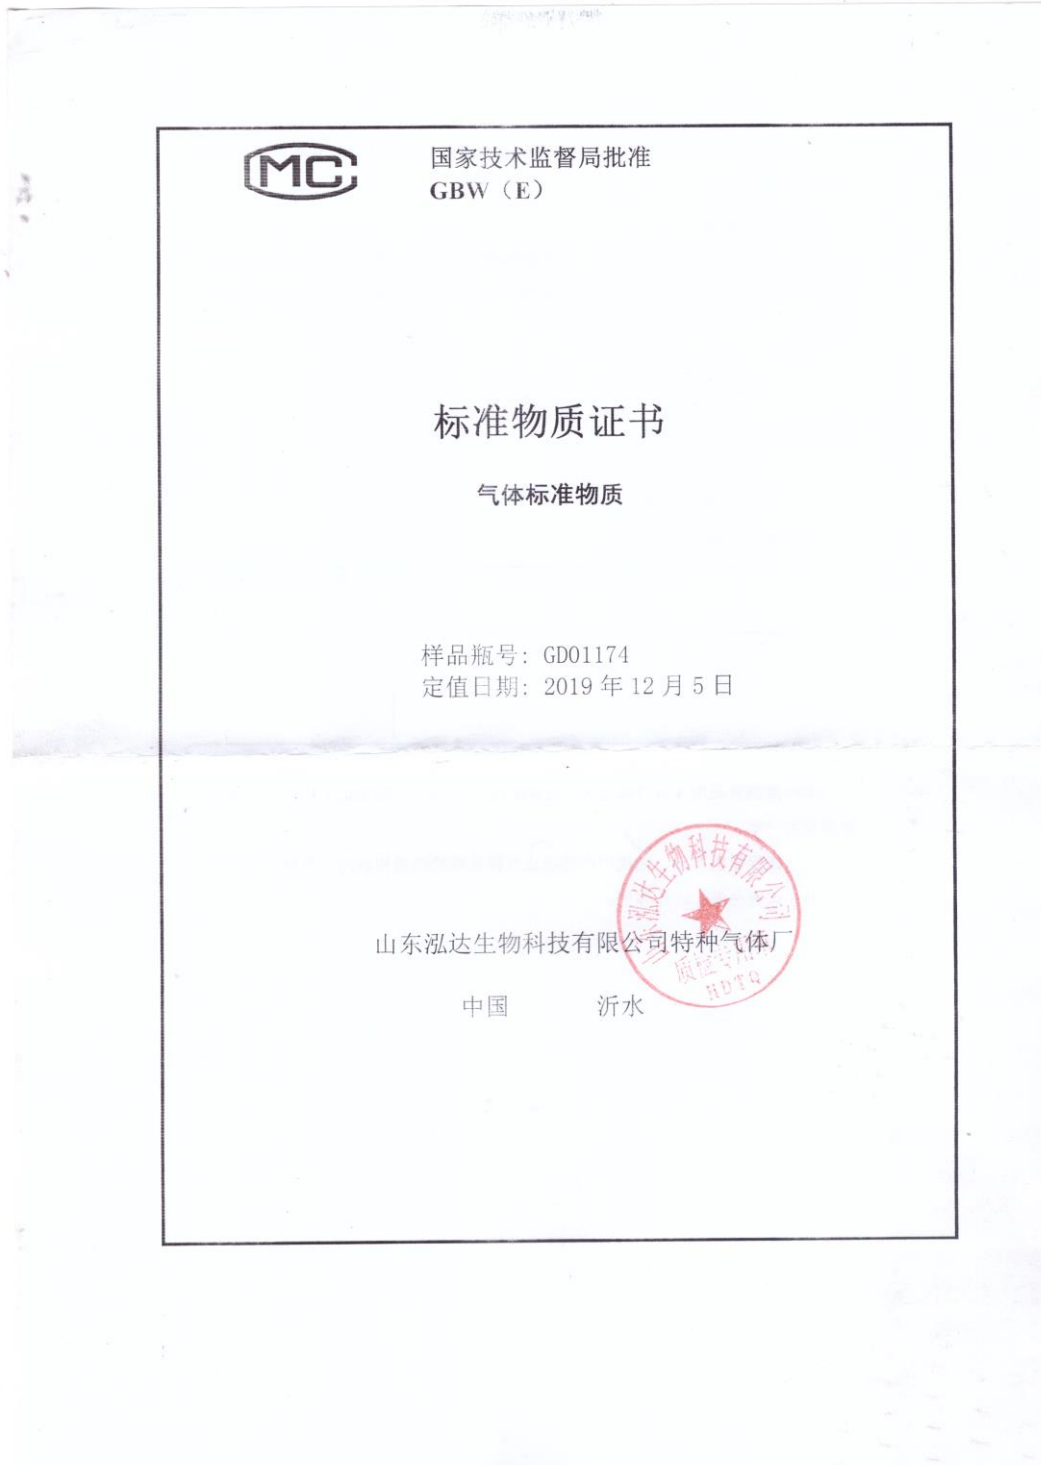 MC
国家技术监督局批准
GBW（E）
标准物质证书
气体标准物质
样品瓶号: GD01174
定值日期: 2019 年 12 月 5 日
山东泓达生物科技有限公司
山东泓达生物科技有限公司特种气体厂
HDTQ
中国 沂水